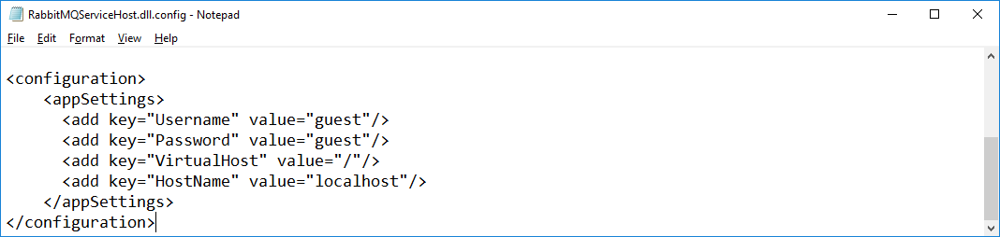 RabbitMQServiceHost.dll.config - Notepad
File Edit Format View Help
<configuration>
    <appSettings>
      <add key="Username" value="guest"/>
      <add key="Password" value="guest"/>
      <add key="VirtualHost" value="/"/>
      <add key="HostName" value="localhost"/>
    </appSettings>
</configuration>